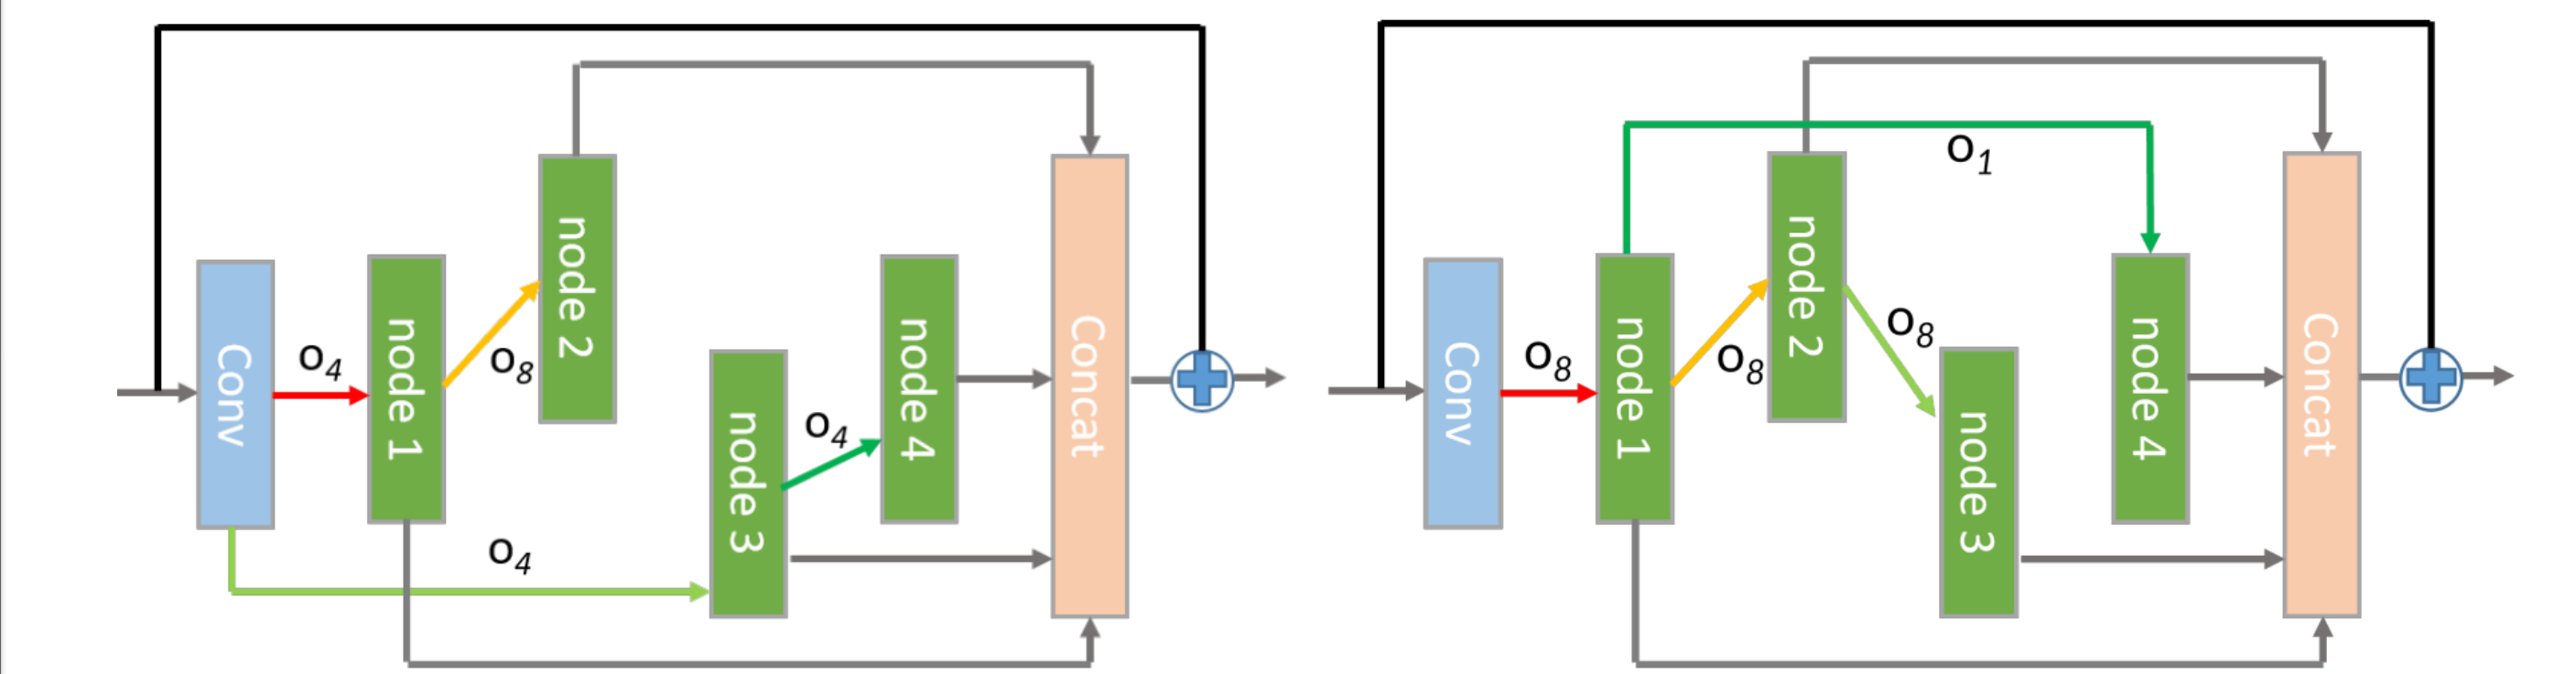 Conv
o4
node 1
o8
node 2
o4
node 3
o4
node 4
Concat
Conv
o8
node 1
o8
node 2
o8
node 3
o1
node 4
Concat